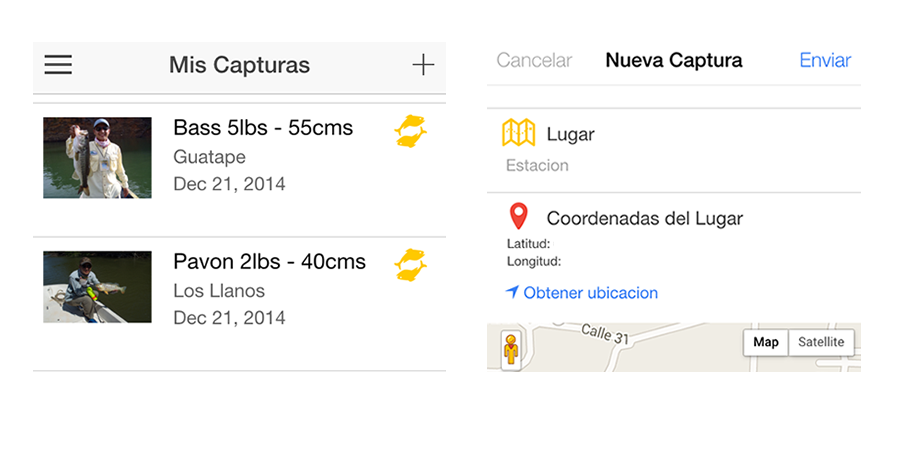 Mis Capturas
Bass 5lbs - 55cms
Guatape
Dec 21, 2014
Pavon 2lbs - 40cms
Los Llanos
Dec 21, 2014
Cancelar Nueva Captura Enviar
Lugar
Estacion
Coordenadas del Lugar
Latitud:
Longitud:
Obtener ubicacion
Calle 31
Map Satellite